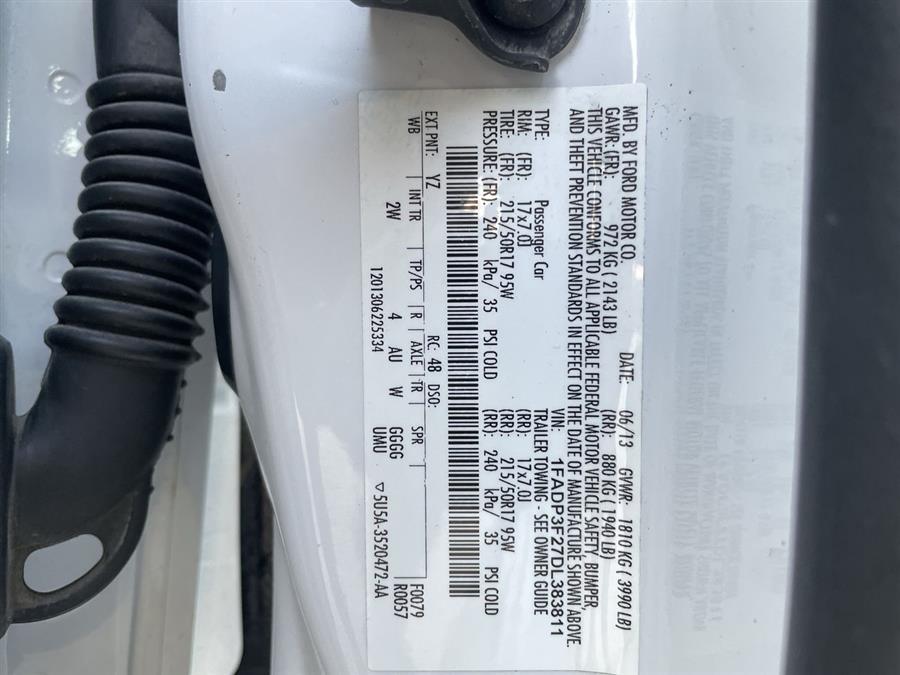 MFD. BY FORD MOTOR CO.
DATE: 06/13 GVWR: 1810 KG ( 3990 LB)
GAWR:(FR): 972 KG ( 2143 LB) (RR): 880 KG ( 1940 LB)
THIS VEHICLE CONFORMS TO ALL APPLICABLE FEDERAL MOTOR VEHICLE SAFETY, BUMPER,
AND THEFT PREVENTION STANDARDS IN EFFECT ON THE DATE OF MANUFACTURE SHOWN ABOVE.
VIN: 1FADP3F27DL383811
TYPE: Passenger Car TRAILER TOWING - SEE OWNER GUIDE
RIM: (FR): 17x7.0J (RR): 17x7.0J
TIRE: (FR): 215/50R17 95W (RR): 215/50R17 95W
PRESSURE: (FR): 240 kPa/ 35 PSI COLD (RR): 240 kPa/ 35 PSI COLD
EXT PNT: YZ RC: 48 DSO: F0079
WB INT TR TP/PS R AXLE TR SPR R0057
2W 4 AU W GGGG
UMU
1201306225334 ▽5U5A-3520472-AA